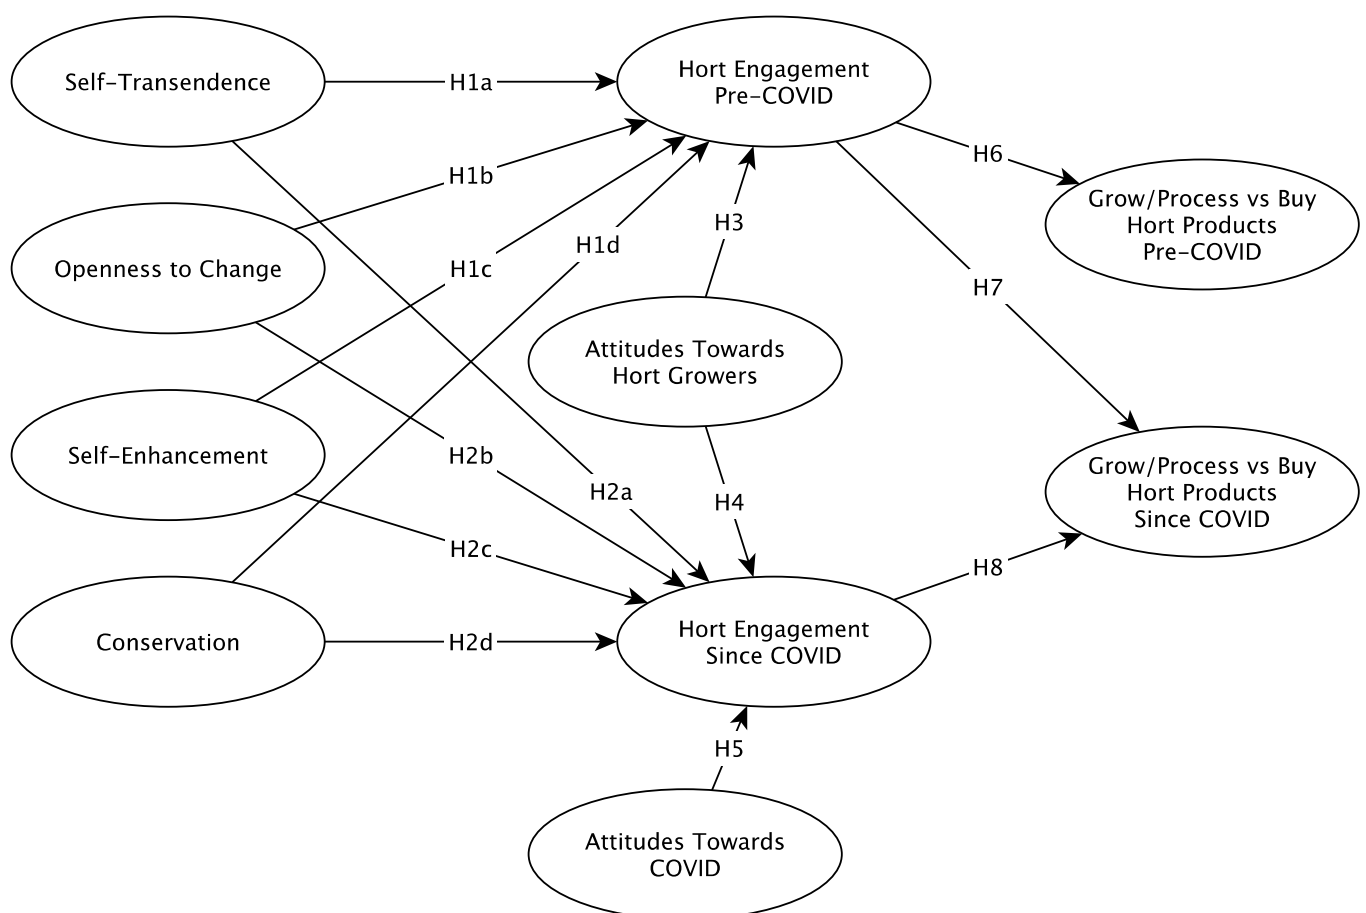 Self-Transendence
H1a
Hort Engagement
Pre-COVID
H1b
H6
Grow/Process vs Buy
Hort Products
Pre-COVID
H3
H1d
Openness to Change
H1c
H7
Attitudes Towards
Hort Growers
Self-Enhancement
H2b
H2a
H4
Grow/Process vs Buy
Hort Products
Since COVID
H2c
H8
Conservation
H2d
Hort Engagement
Since COVID
H5
Attitudes Towards
COVID